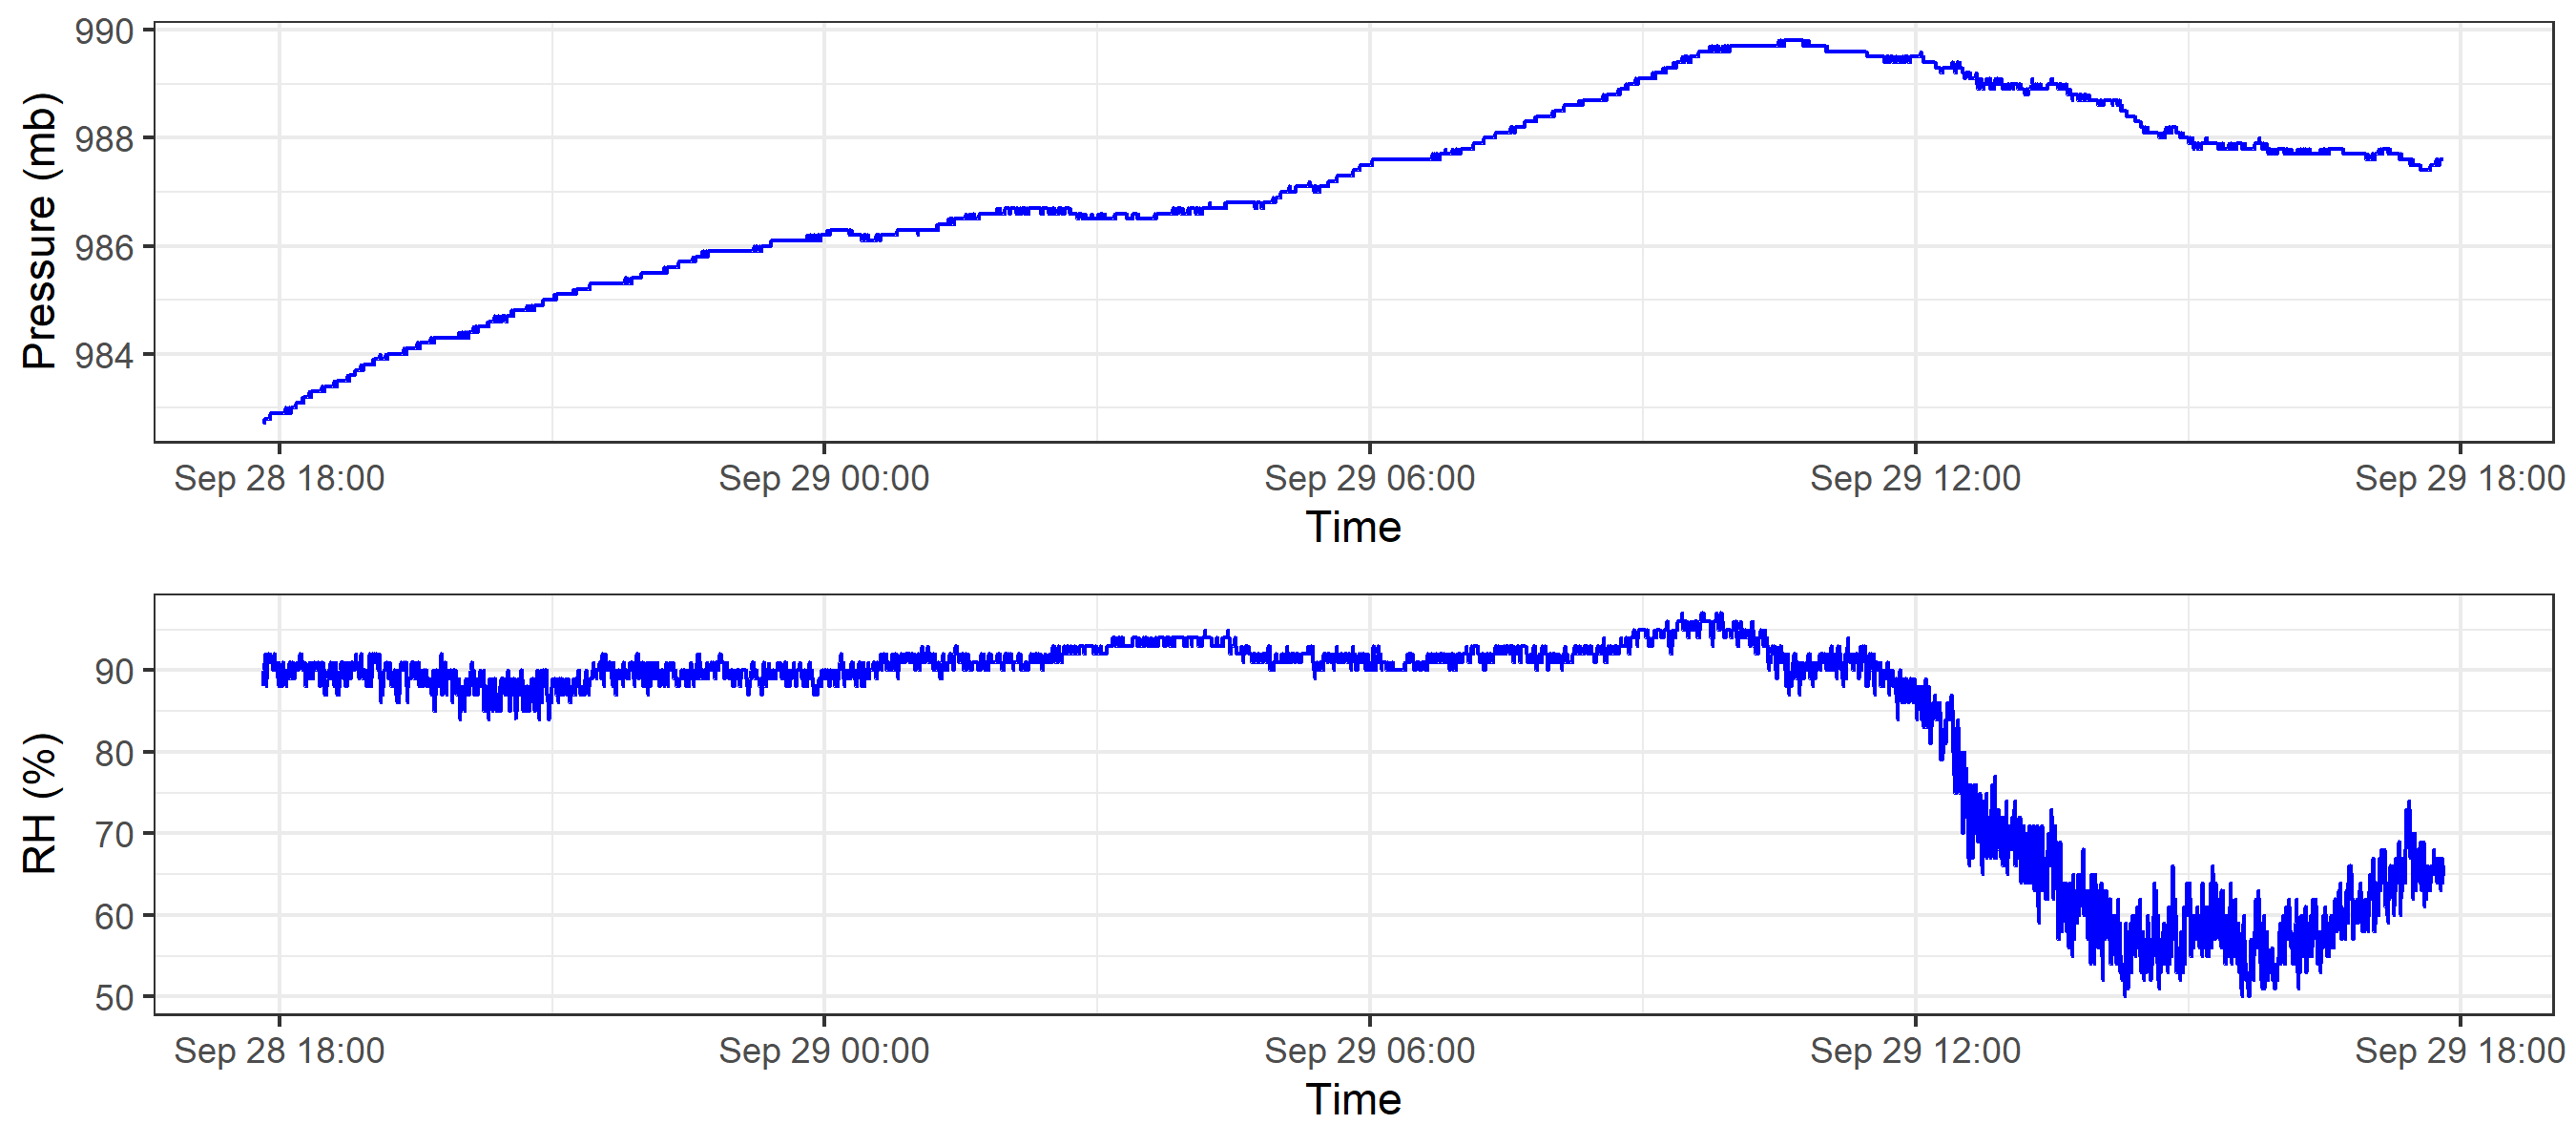 Pressure (mb)
990
988
986
984
Sep 28 18:00
Sep 29 00:00
Sep 29 06:00
Sep 29 12:00
Sep 29 18:00
Time
RH (%)
90
80
70
60
50
Sep 28 18:00
Sep 29 00:00
Sep 29 06:00
Sep 29 12:00
Sep 29 18:00
Time